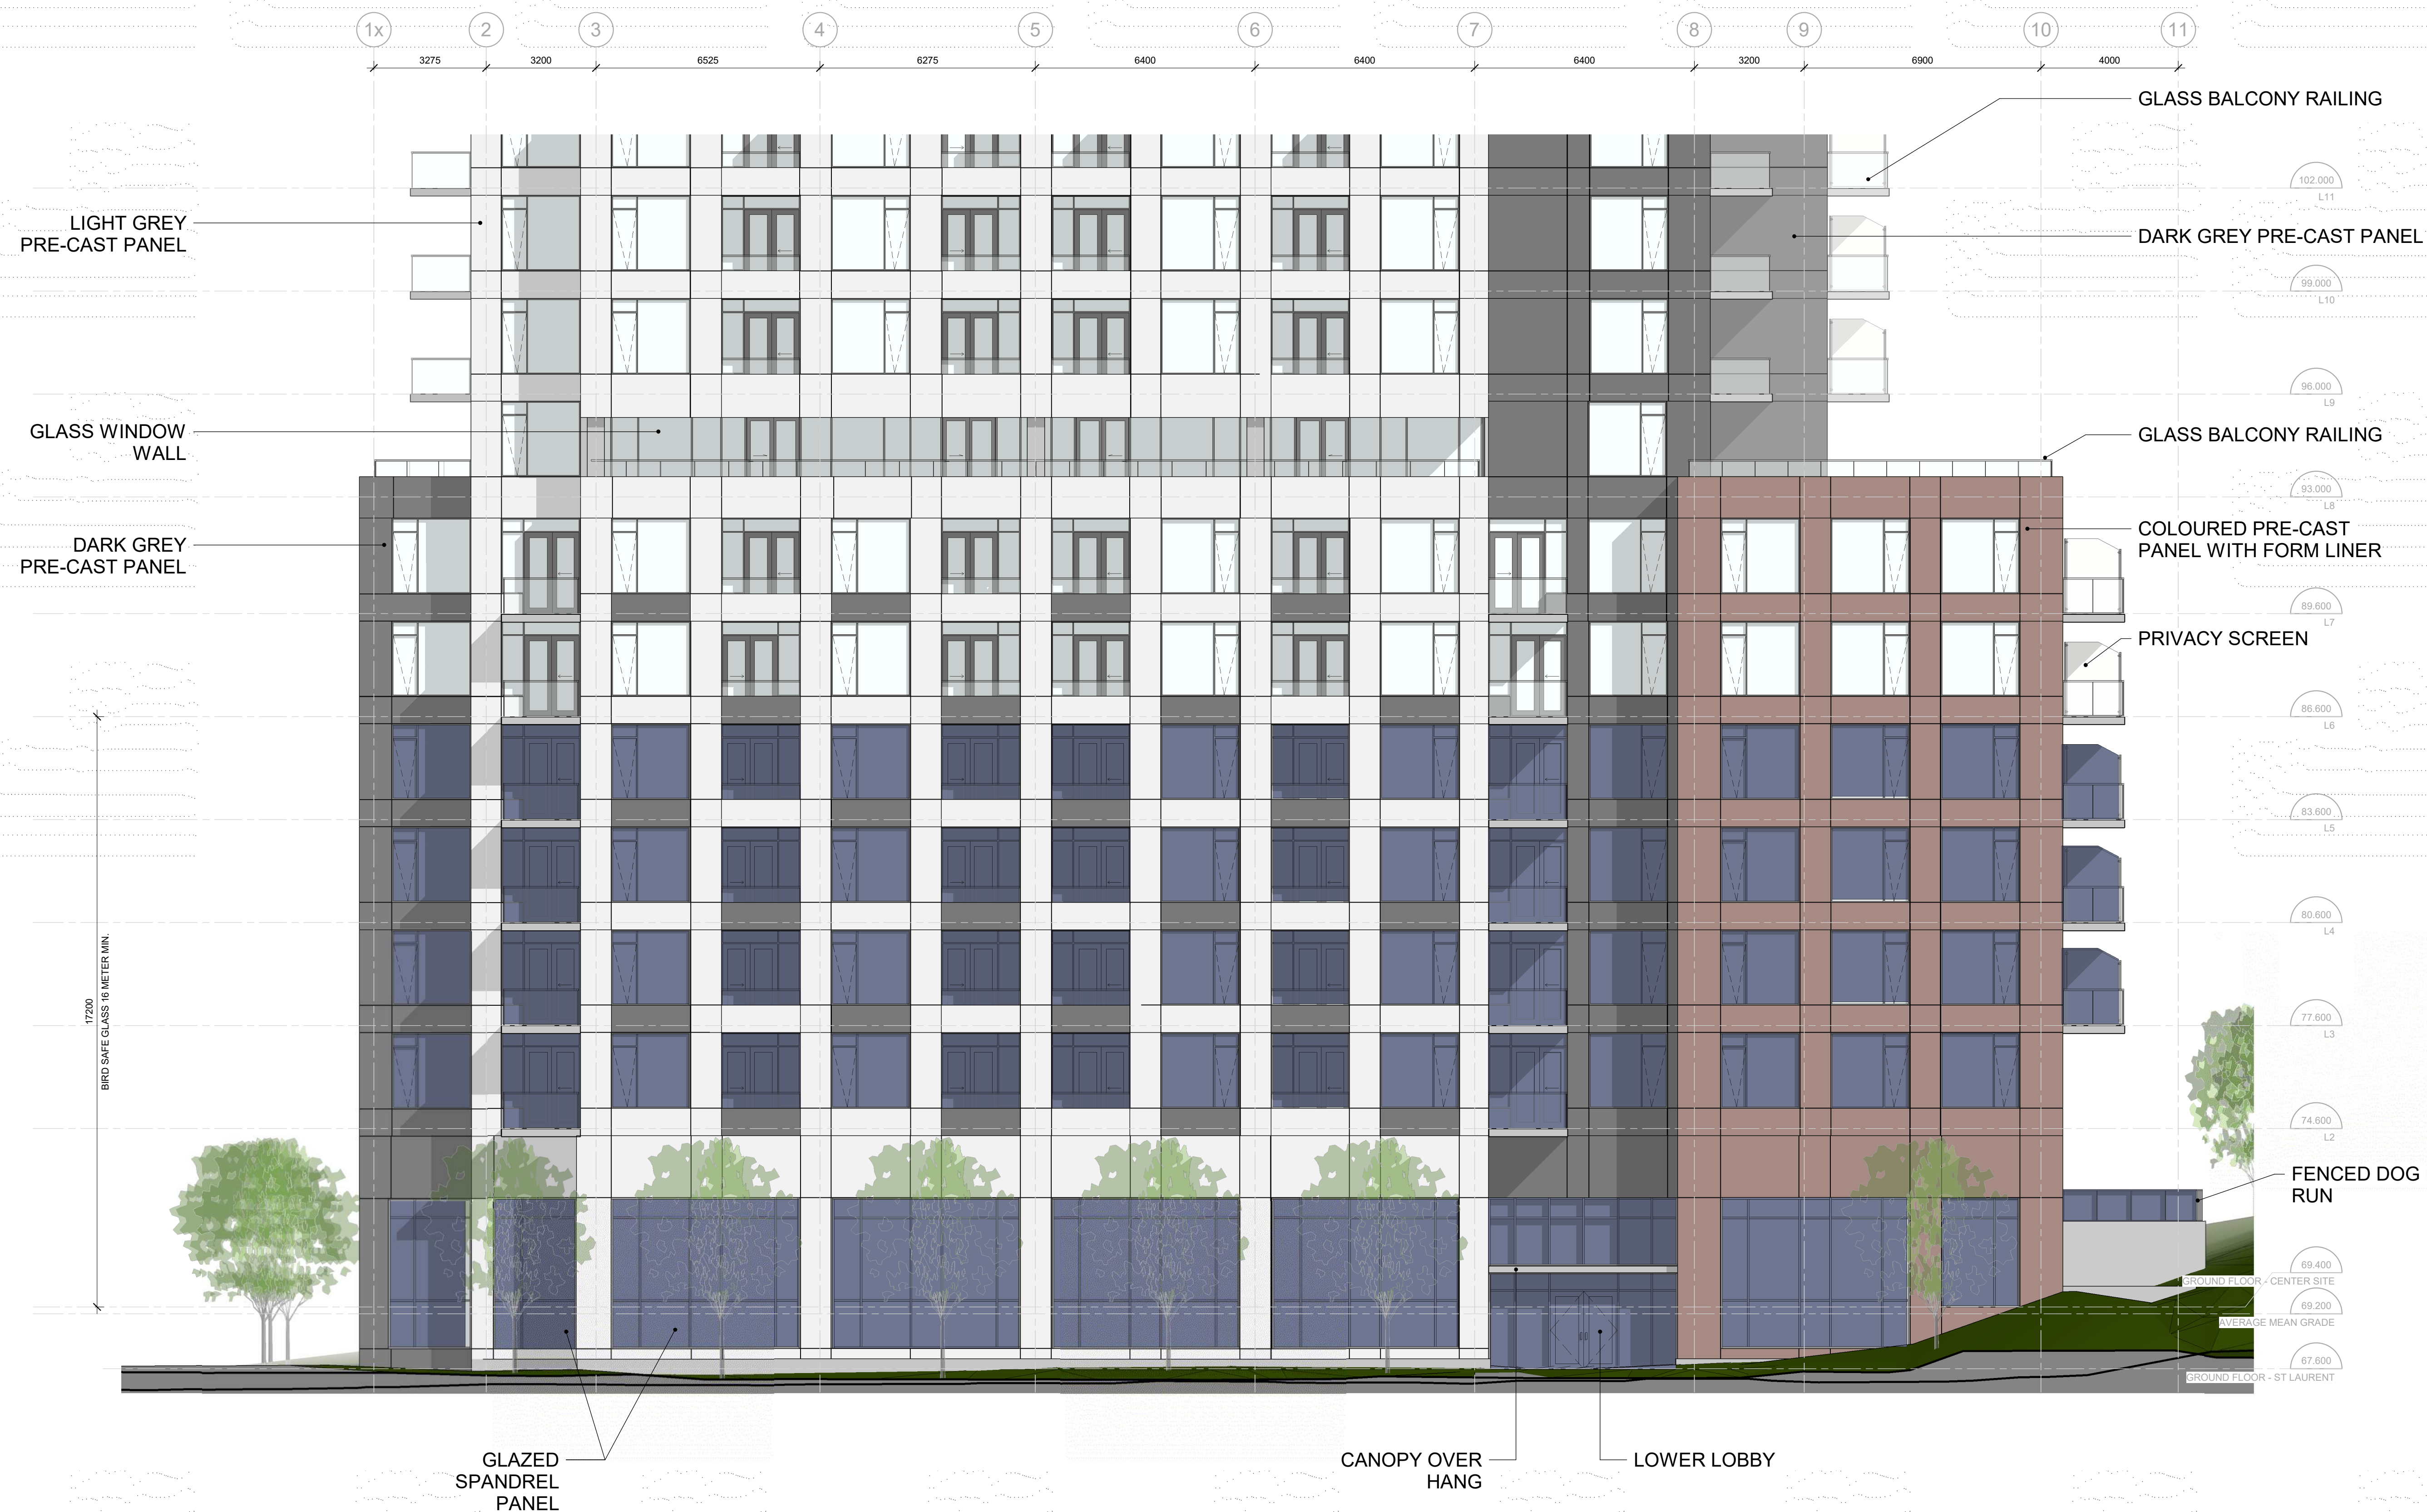 1x 2 3 4 5 6 7 8 9 10 11
3275 3200 6525 6275 6400 6400 6400 3200 6900 4000
GLASS BALCONY RAILING
102.000
L11
LIGHT GREY
PRE-CAST PANEL
DARK GREY PRE-CAST PANEL
99.000
L10
96.000
L9
GLASS WINDOW
WALL
GLASS BALCONY RAILING
93.000
L8
DARK GREY
PRE-CAST PANEL
COLOURED PRE-CAST
PANEL WITH FORM LINER
89.600
L7
PRIVACY SCREEN
86.600
L6
83.600
L5
80.600
L4
17200
BIRD SAFE GLASS 16 METER MIN.
77.600
L3
74.600
L2
FENCED DOG
RUN
69.400
GROUND FLOOR - CENTER SITE
69.200
AVERAGE MEAN GRADE
67.600
GROUND FLOOR - ST LAURENT
GLAZED
SPANDREL
PANEL
CANOPY OVER
HANG
LOWER LOBBY